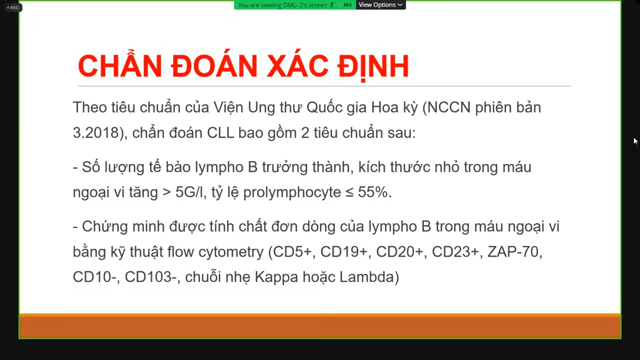 REC
You are viewing DML- 2's screen
REC
View Options
CHẨN ĐOÁN XÁC ĐỊNH
Theo tiêu chuẩn của Viện Ung thư Quốc gia Hoa kỳ (NCCN phiên bản
3.2018), chẩn đoán CLL bao gồm 2 tiêu chuẩn sau:
- Số lượng tế bào lympho B trưởng thành, kích thước nhỏ trong máu
ngoại vi tăng > 5G/l, tỷ lệ prolymphocyte ≤ 55%.
- Chứng minh được tính chất đơn dòng của lympho B trong máu ngoại vi
bằng kỹ thuật flow cytometry (CD5+, CD19+, CD20+, CD23+, ZAP-70,
CD10-, CD103-, chuỗi nhẹ Kappa hoặc Lambda)